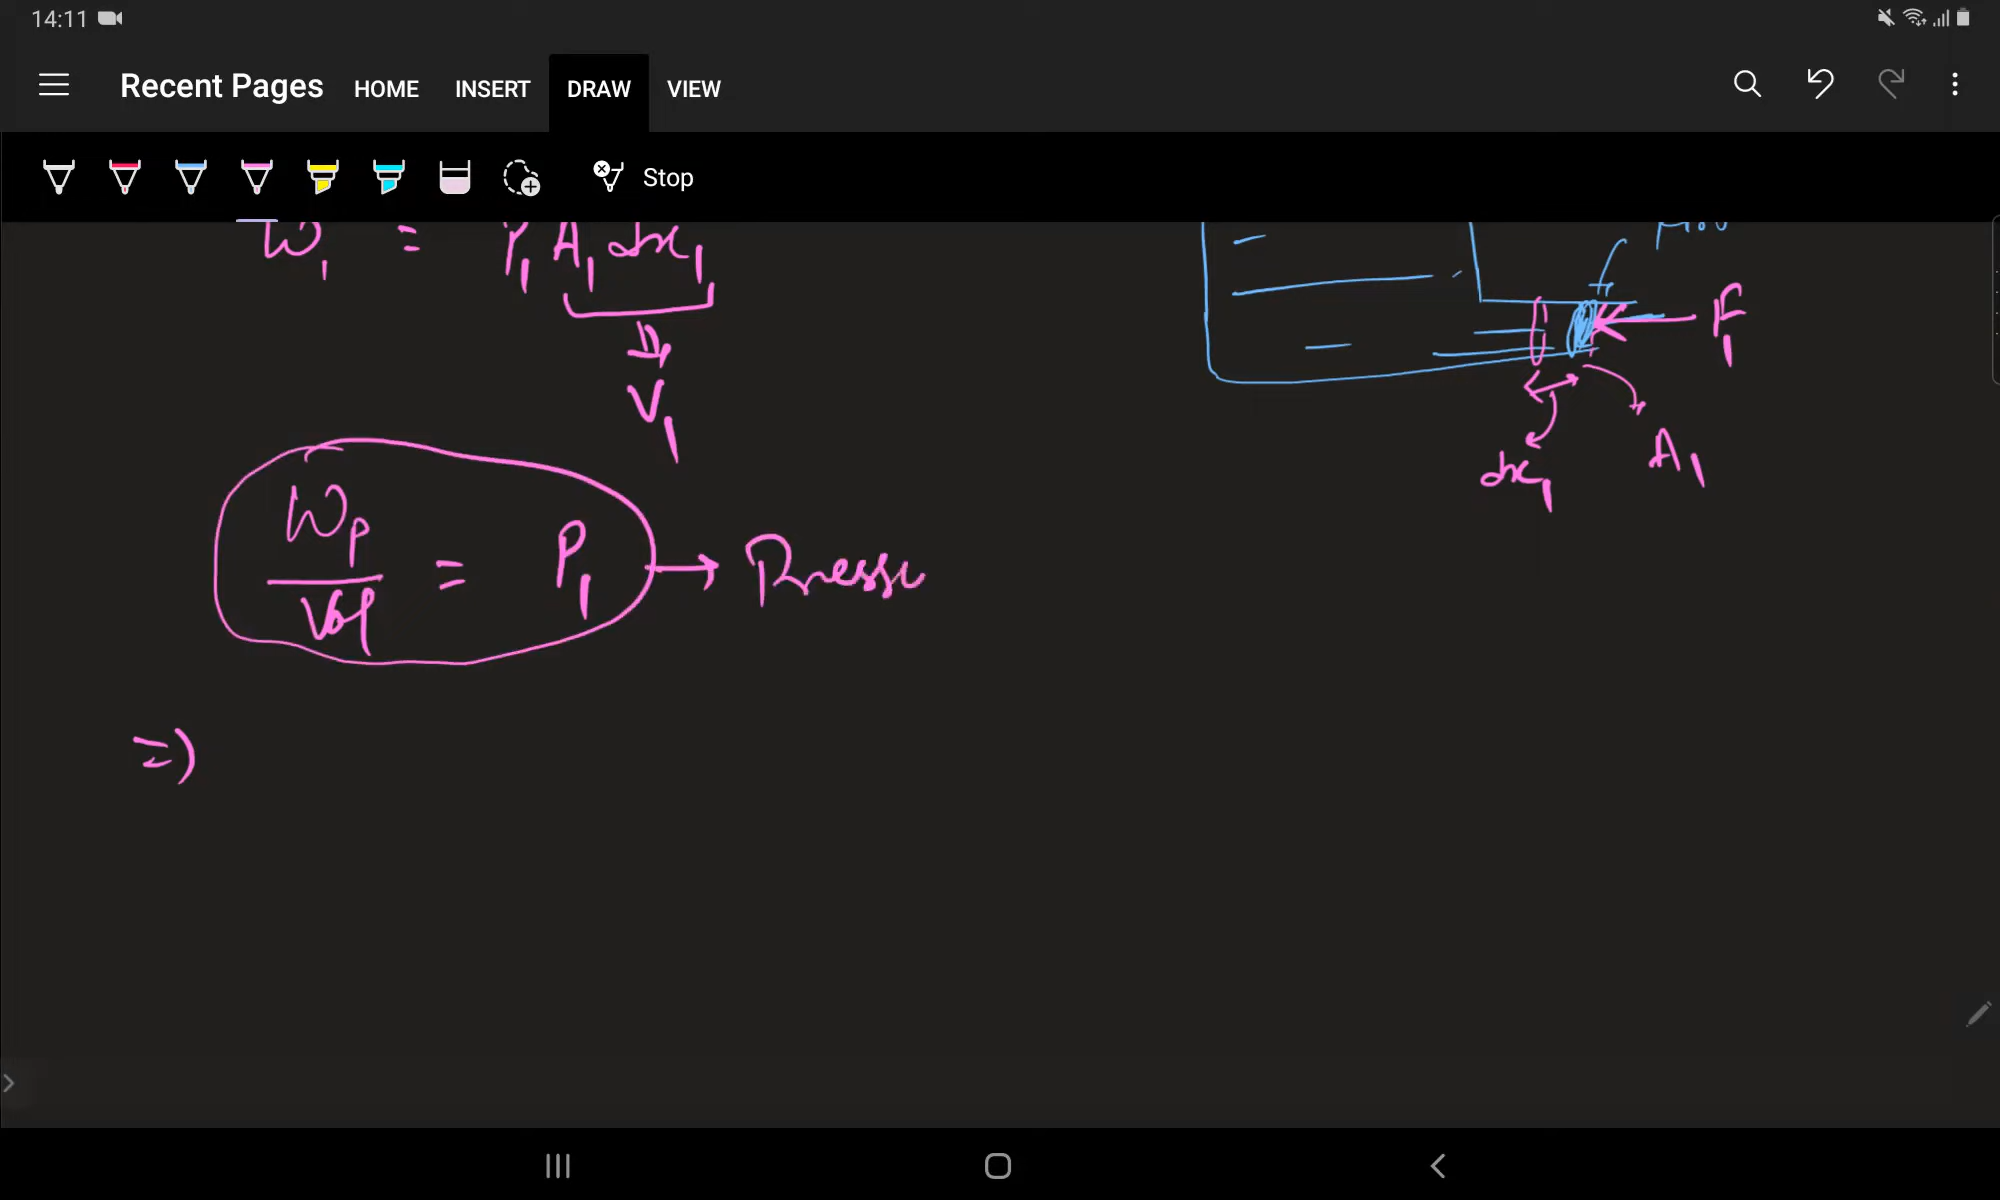 14:11
Recent Pages HOME INSERT DRAW VIEW
Stop
W₁ = P₁ A₁ dx₁
V₁
F₁
dx₁
A₁
Wp / Vol = P₁ → Pressu
=>